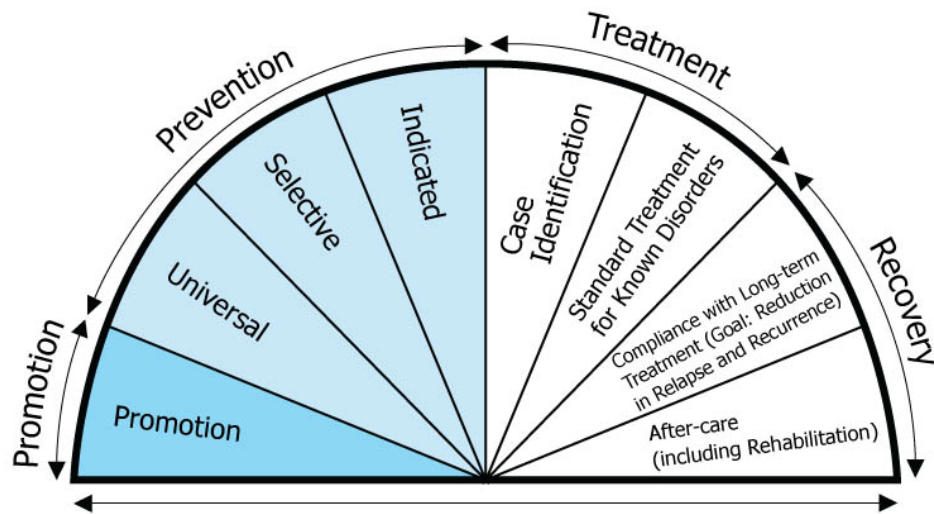 Promotion
Prevention
Treatment
Recovery
Promotion
Universal
Selective
Indicated
Case
Identification
Standard Treatment
for Known Disorders
Compliance with Long-term
Treatment (Goal: Reduction
in Relapse and Recurrence)
After-care
(including Rehabilitation)